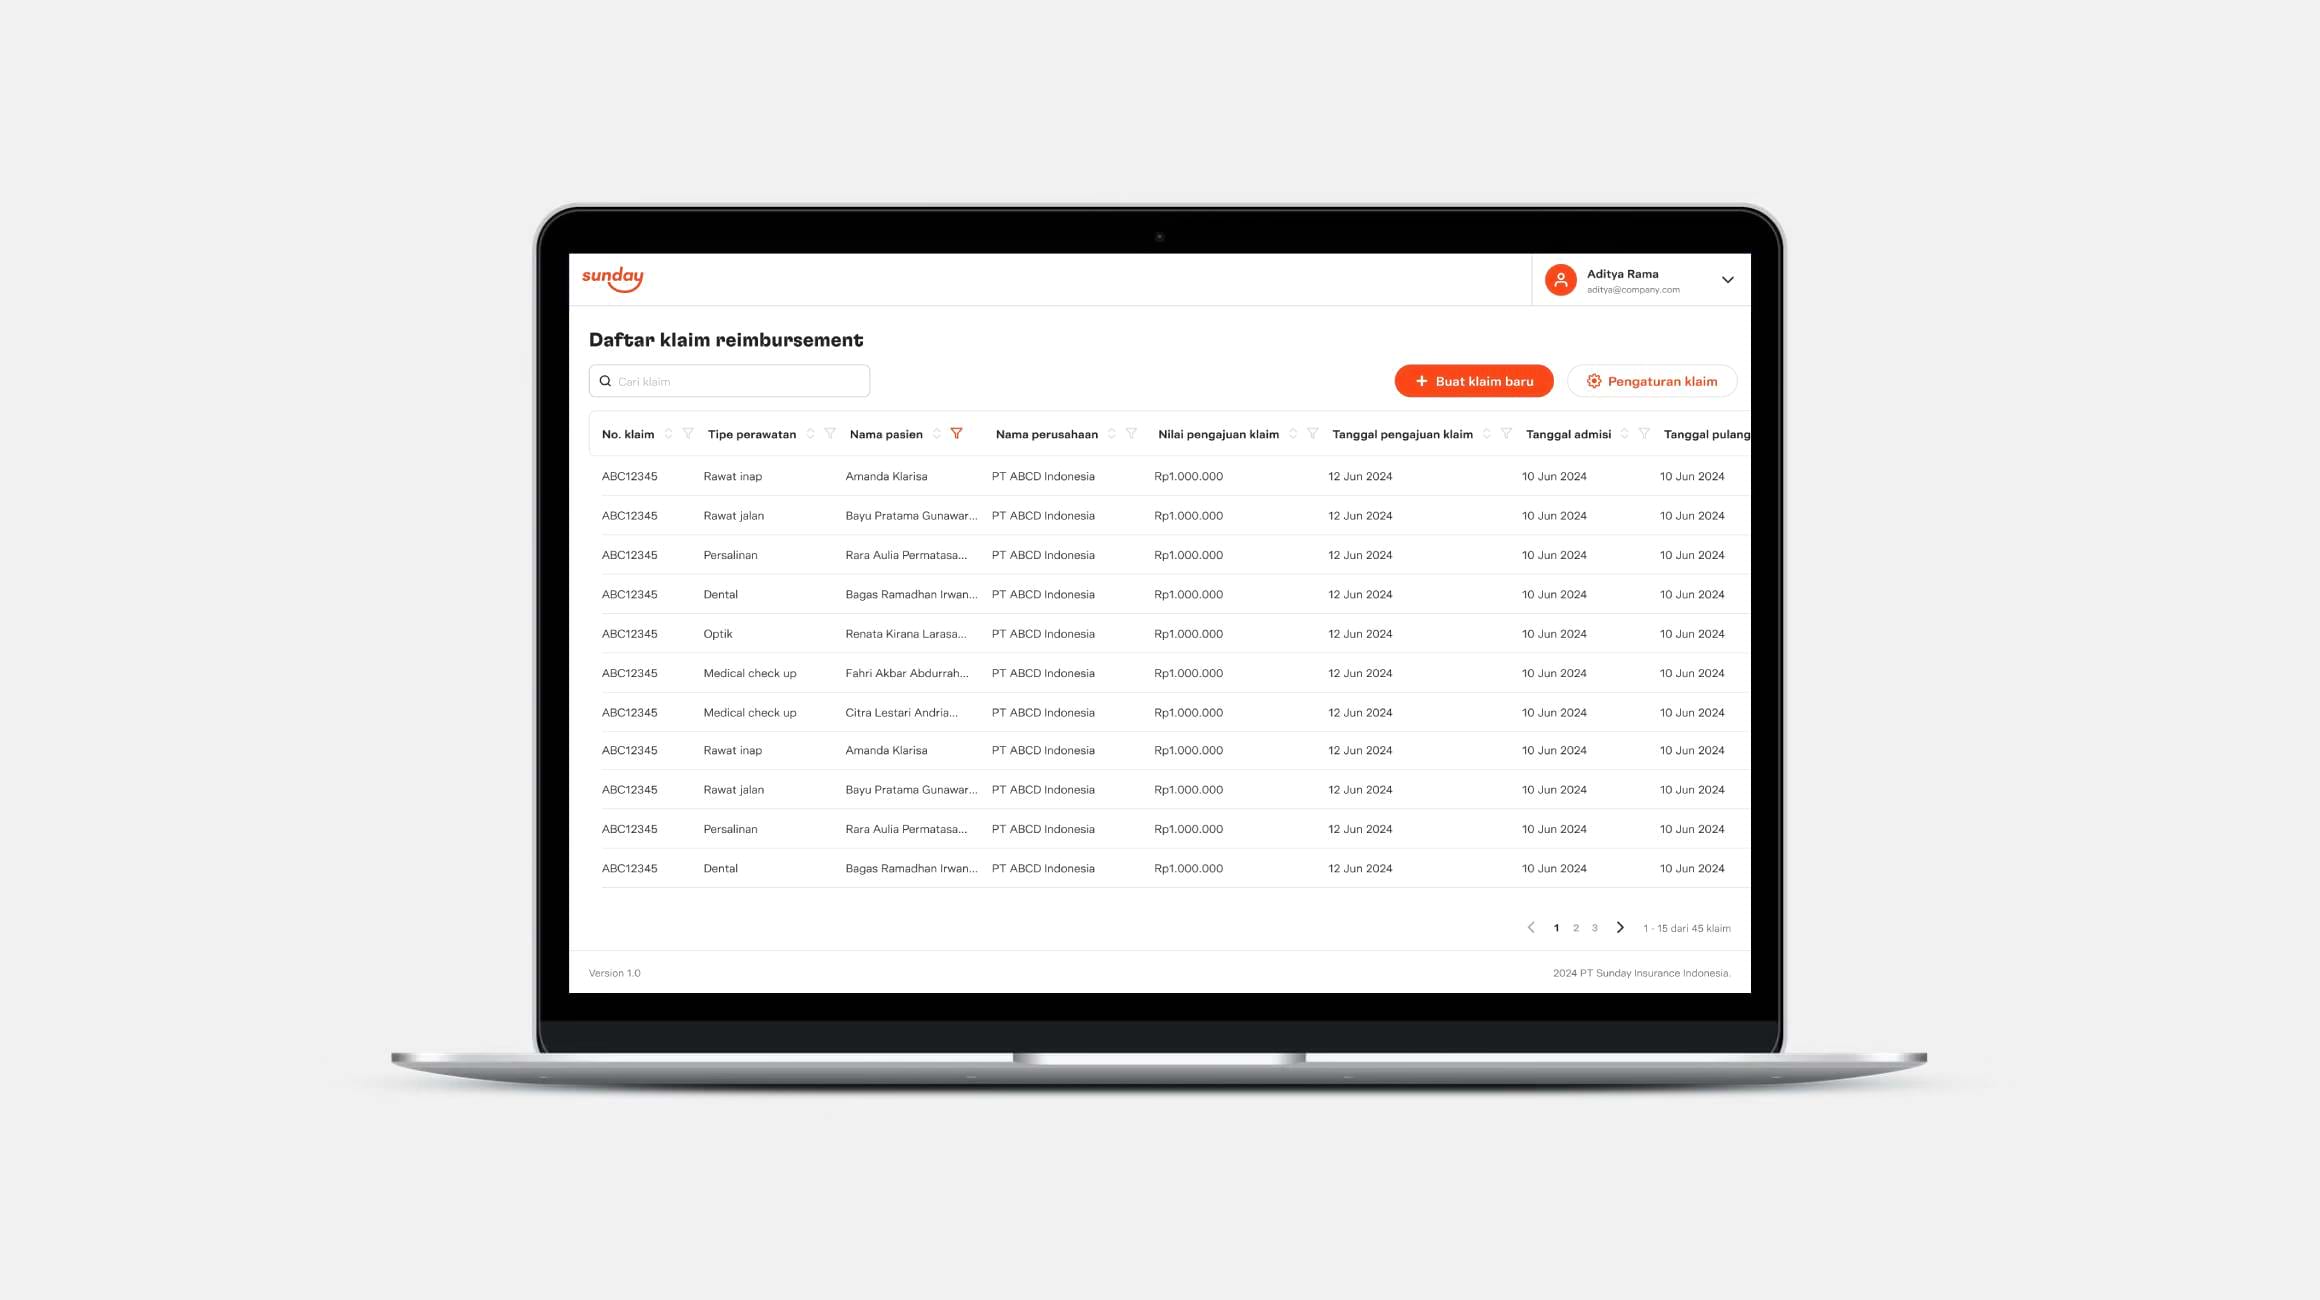 sunday
Aditya Rama
aditya@company.com
Daftar klaim reimbursement
Cari klaim
Buat klaim baru
Pengaturan klaim
No. klaim Tipe perawatan Nama pasien Nama perusahaan Nilai pengajuan klaim Tanggal pengajuan klaim Tanggal admisi Tanggal pulang
ABC12345 Rawat inap Amanda Klarisa PT ABCD Indonesia Rp1.000.000 12 Jun 2024 10 Jun 2024 10 Jun 2024
ABC12345 Rawat jalan Bayu Pratama Gunawar... PT ABCD Indonesia Rp1.000.000 12 Jun 2024 10 Jun 2024 10 Jun 2024
ABC12345 Persalinan Rara Aulia Permatasa... PT ABCD Indonesia Rp1.000.000 12 Jun 2024 10 Jun 2024 10 Jun 2024
ABC12345 Dental Bagas Ramadhan Irwan... PT ABCD Indonesia Rp1.000.000 12 Jun 2024 10 Jun 2024 10 Jun 2024
ABC12345 Optik Renata Kirana Larasa... PT ABCD Indonesia Rp1.000.000 12 Jun 2024 10 Jun 2024 10 Jun 2024
ABC12345 Medical check up Fahri Akbar Abdurrah... PT ABCD Indonesia Rp1.000.000 12 Jun 2024 10 Jun 2024 10 Jun 2024
ABC12345 Medical check up Citra Lestari Andria... PT ABCD Indonesia Rp1.000.000 12 Jun 2024 10 Jun 2024 10 Jun 2024
ABC12345 Rawat inap Amanda Klarisa PT ABCD Indonesia Rp1.000.000 12 Jun 2024 10 Jun 2024 10 Jun 2024
ABC12345 Rawat jalan Bayu Pratama Gunawar... PT ABCD Indonesia Rp1.000.000 12 Jun 2024 10 Jun 2024 10 Jun 2024
ABC12345 Persalinan Rara Aulia Permatasa... PT ABCD Indonesia Rp1.000.000 12 Jun 2024 10 Jun 2024 10 Jun 2024
ABC12345 Dental Bagas Ramadhan Irwan... PT ABCD Indonesia Rp1.000.000 12 Jun 2024 10 Jun 2024 10 Jun 2024
1 2 3 1 - 15 dari 45 klaim
Version 1.0 2024 PT Sunday Insurance Indonesia.